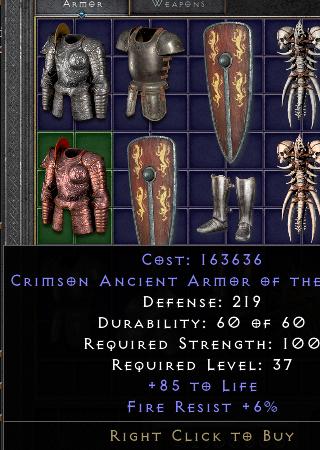 Armor Weapons
Cost: 163636
Crimson Ancient Armor of the
Defense: 219
Durability: 60 of 60
Required Strength: 100
Required Level: 37
+85 to Life
Fire Resist +6%
Right Click to Buy